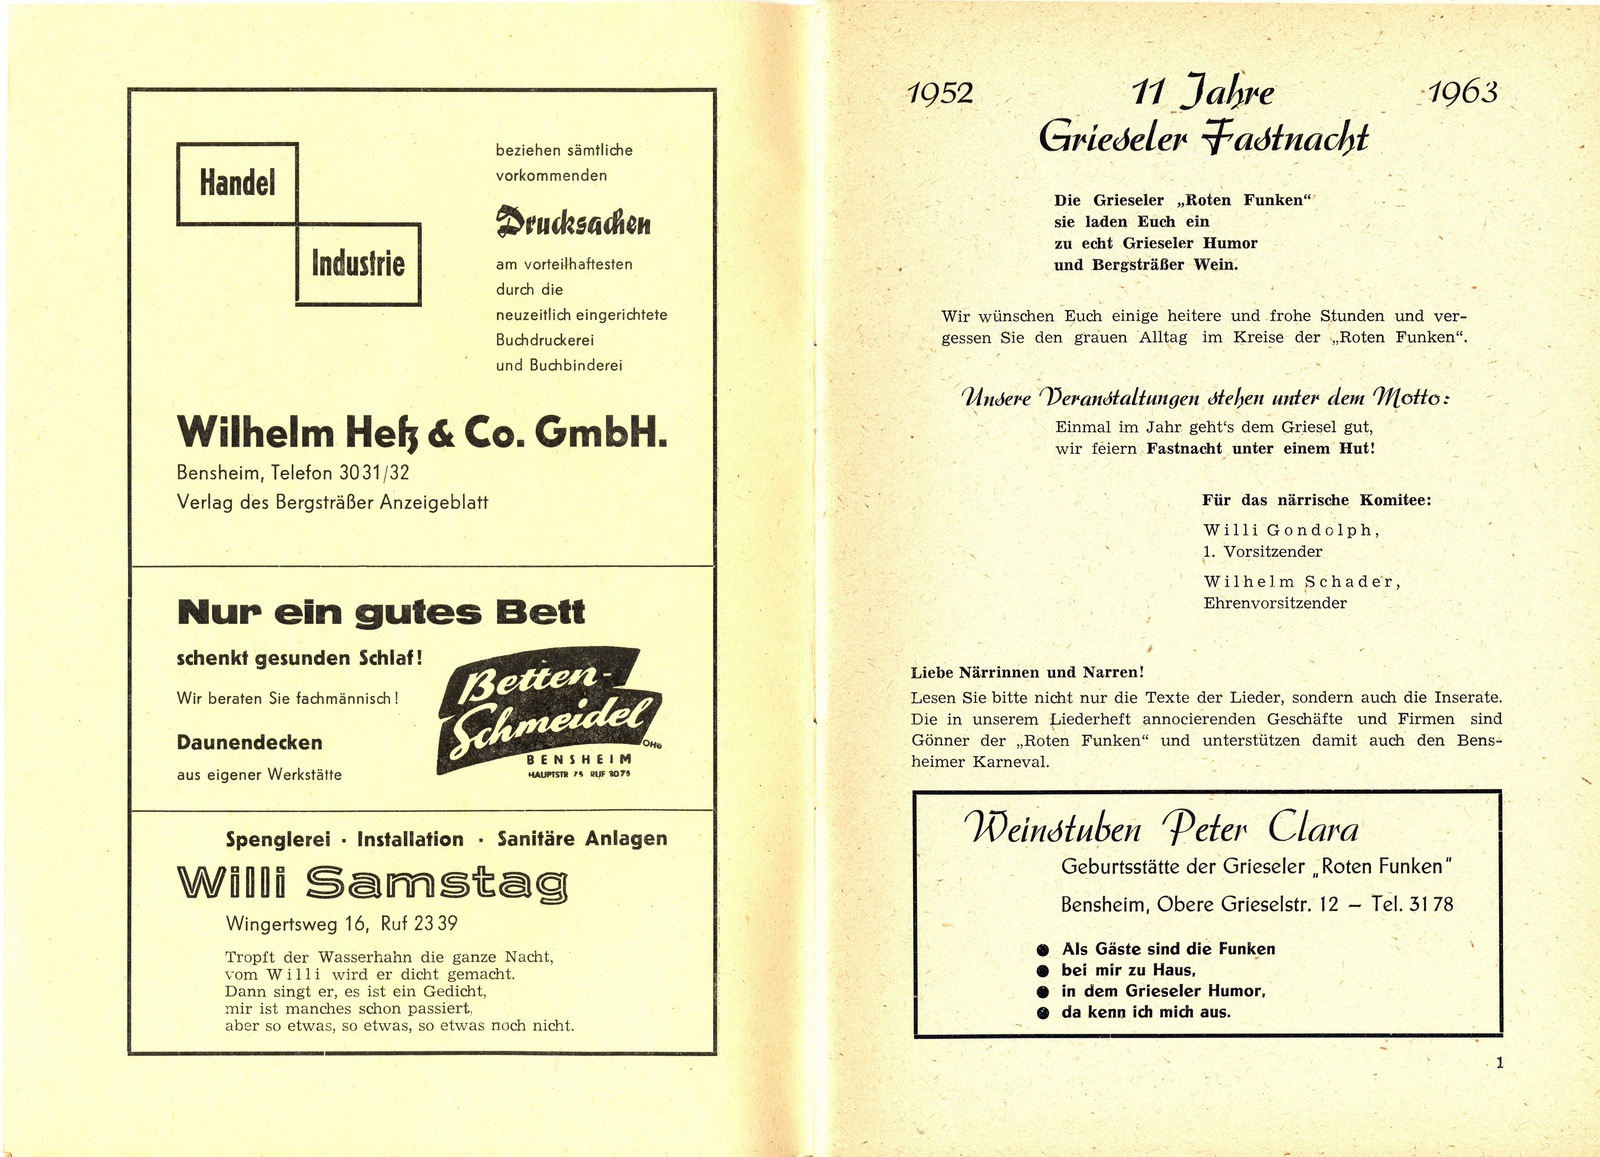 Handel
Industrie
beziehen sämtliche
vorkommenden
Drucksachen
am vorteilhaftesten
durch die
neuzeitlich eingerichtete
Buchdruckerei
und Buchbinderei
Wilhelm Heß & Co. GmbH.
Bensheim, Telefon 3031/32
Verlag des Bergsträßer Anzeigeblatt
Nur ein gutes Bett
schenkt gesunden Schlaf!
Wir beraten Sie fachmännisch!
Daunendecken
aus eigener Werkstätte
Betten-
Schmeidel
OHG
BENSHEIM
HAUPTSTR 75 RUF 3075
Spenglerei · Installation · Sanitäre Anlagen
Willi Samstag
Wingertsweg 16, Ruf 2339
Tropft der Wasserhahn die ganze Nacht,
vom Willi wird er dicht gemacht.
Dann singt er, es ist ein Gedicht,
mir ist manches schon passiert,
aber so etwas, so etwas, so etwas noch nicht.
1952 11 Jahre 1963
Grieseler Fastnacht
Die Grieseler „Roten Funken“
sie laden Euch ein
zu echt Grieseler Humor
und Bergsträßer Wein.
Wir wünschen Euch einige heitere und frohe Stunden und ver-
gessen Sie den grauen Alltag im Kreise der „Roten Funken“.
Unsere Veranstaltungen stehen unter dem Motto:
Einmal im Jahr geht's dem Griesel gut,
wir feiern Fastnacht unter einem Hut!
Für das närrische Komitee:
Willi Gondolph,
1. Vorsitzender
Wilhelm Schader,
Ehrenvorsitzender
Liebe Närrinnen und Narren!
Lesen Sie bitte nicht nur die Texte der Lieder, sondern auch die Inserate.
Die in unserem Liederheft annocierenden Geschäfte und Firmen sind
Gönner der „Roten Funken“ und unterstützen damit auch den Bens-
heimer Karneval.
Weinstuben Peter Clara
Geburtsstätte der Grieseler „Roten Funken“
Bensheim, Obere Grieselstr. 12 – Tel. 3178
● Als Gäste sind die Funken
● bei mir zu Haus,
● in dem Grieseler Humor,
● da kenn ich mich aus.
1